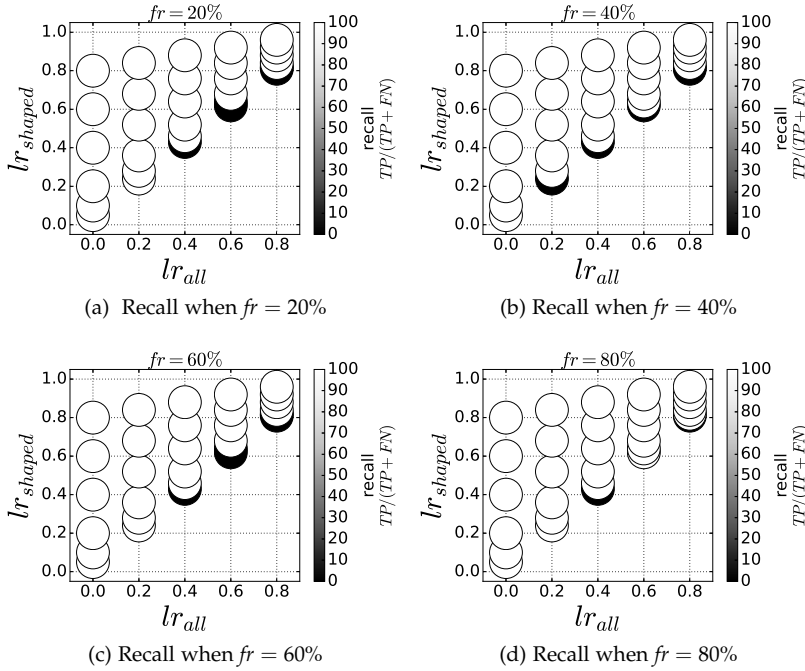 fr = 20%
1.0
0.8
0.6
0.4
0.2
0.0
lr_shaped
0.0 0.2 0.4 0.6 0.8
lr_all
100
90
80
70
60
50
40
30
20
10
0
recall
TP/(TP + FN)
(a) Recall when fr = 20%
fr = 40%
1.0
0.8
0.6
0.4
0.2
0.0
lr_shaped
0.0 0.2 0.4 0.6 0.8
lr_all
100
90
80
70
60
50
40
30
20
10
0
recall
TP/(TP + FN)
(b) Recall when fr = 40%
fr = 60%
1.0
0.8
0.6
0.4
0.2
0.0
lr_shaped
0.0 0.2 0.4 0.6 0.8
lr_all
100
90
80
70
60
50
40
30
20
10
0
recall
TP/(TP + FN)
(c) Recall when fr = 60%
fr = 80%
1.0
0.8
0.6
0.4
0.2
0.0
lr_shaped
0.0 0.2 0.4 0.6 0.8
lr_all
100
90
80
70
60
50
40
30
20
10
0
recall
TP/(TP + FN)
(d) Recall when fr = 80%